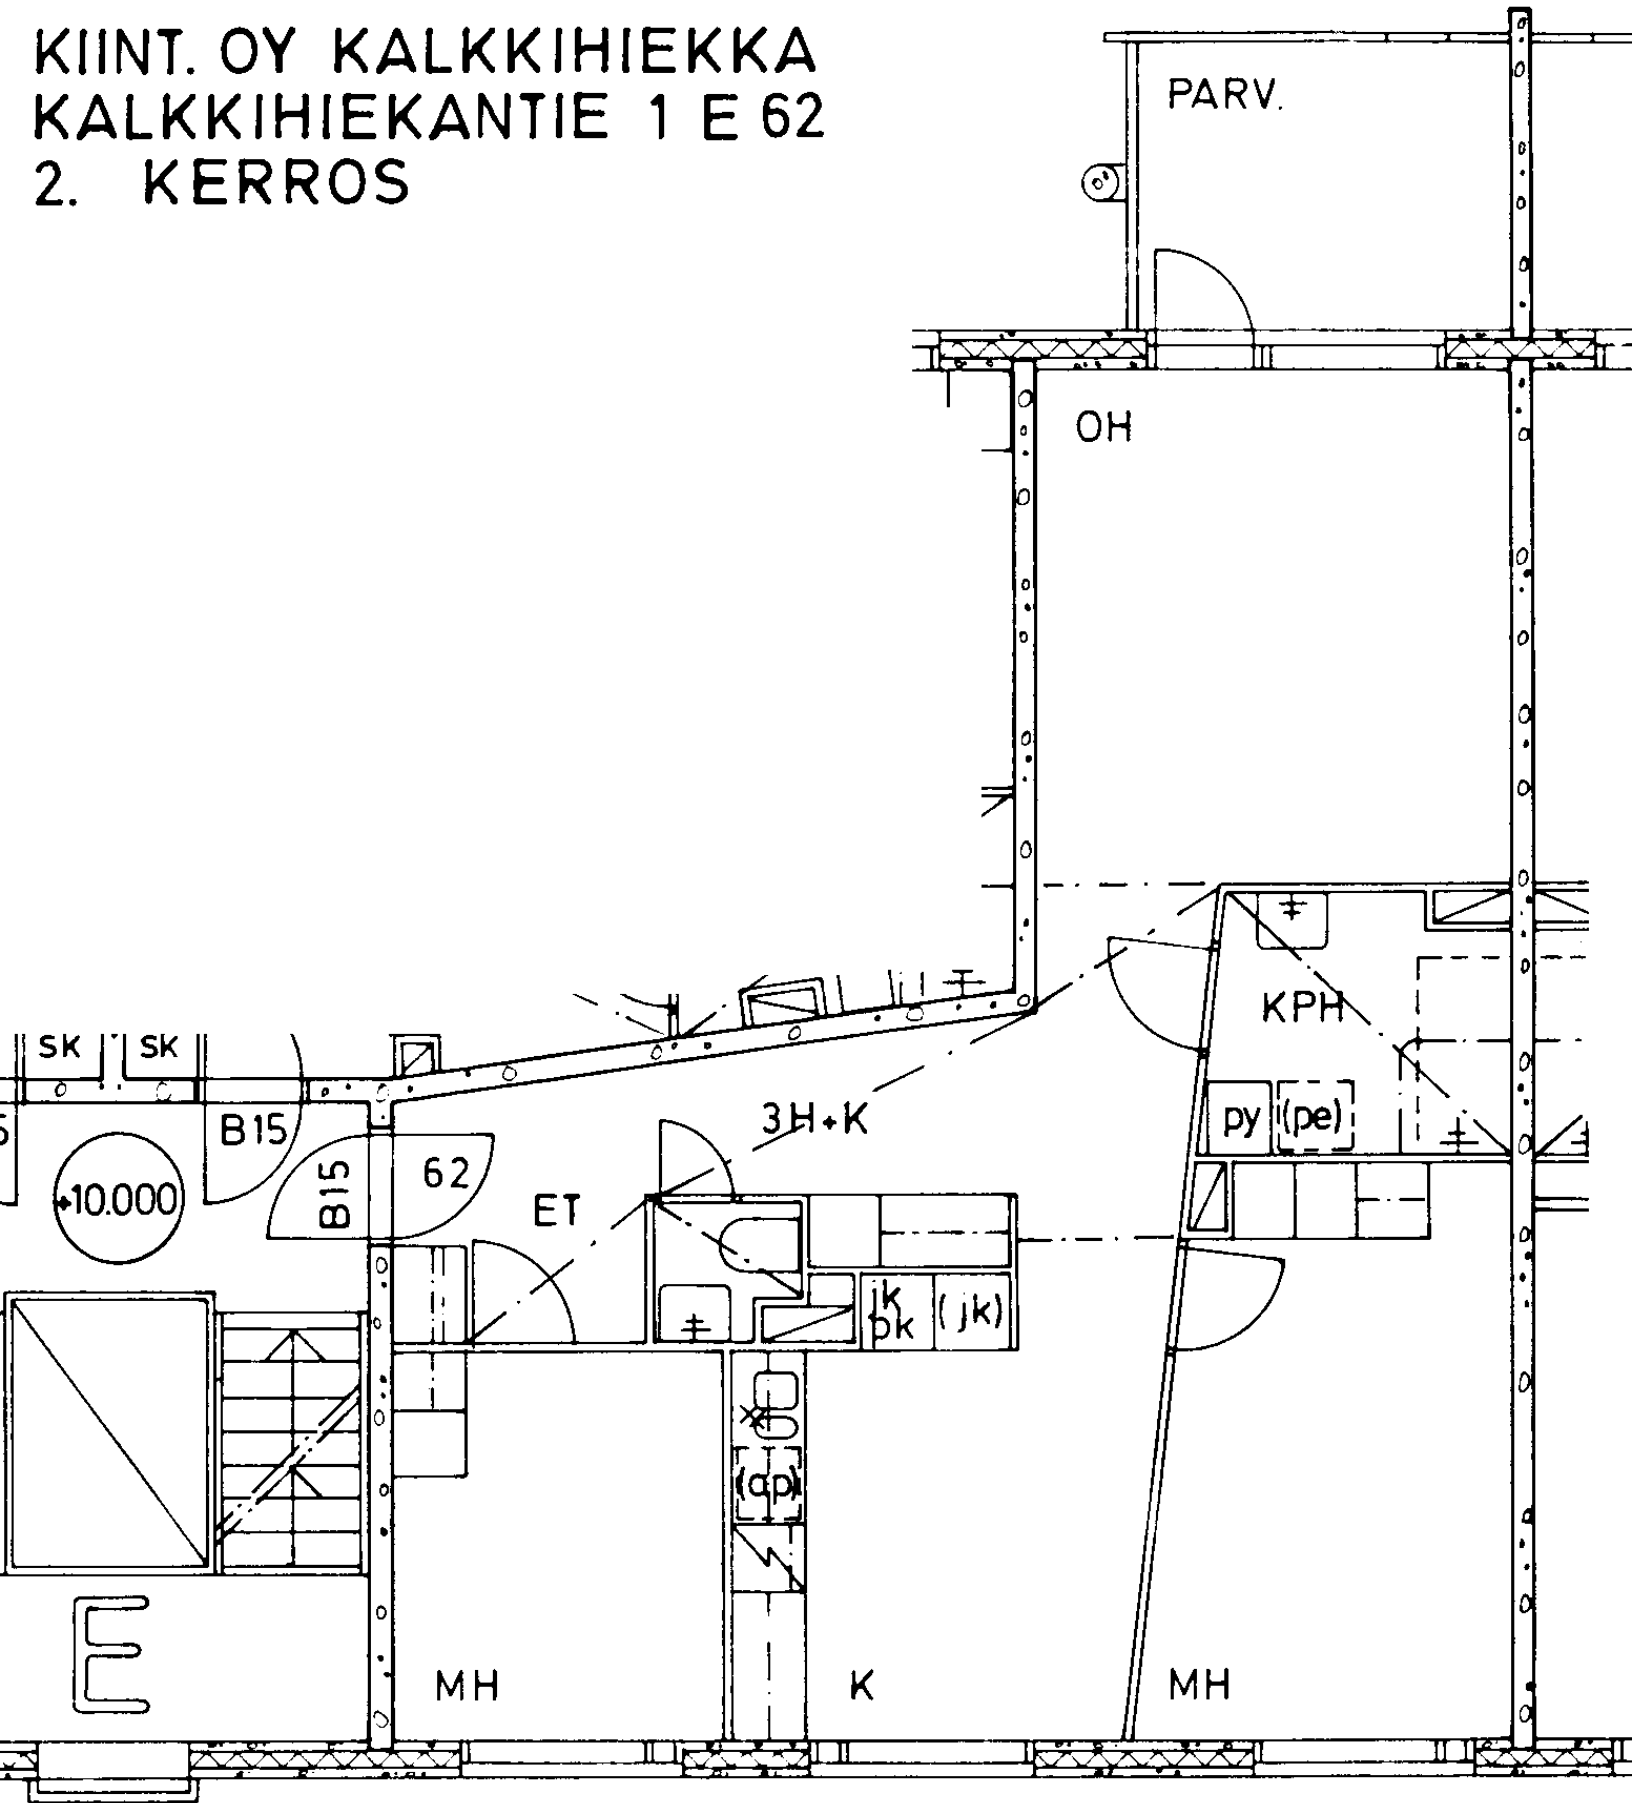 KIINT. OY KALKKIHIEKKA
KALKKIHIEKANTIE 1 E 62
2. KERROS
PARV.
OH
KPH
sk
sk
3H+K
py
(pe)
B15
B15
62
ET
+10.000
jk
pk
(jk)
(ap)
E
MH
K
MH